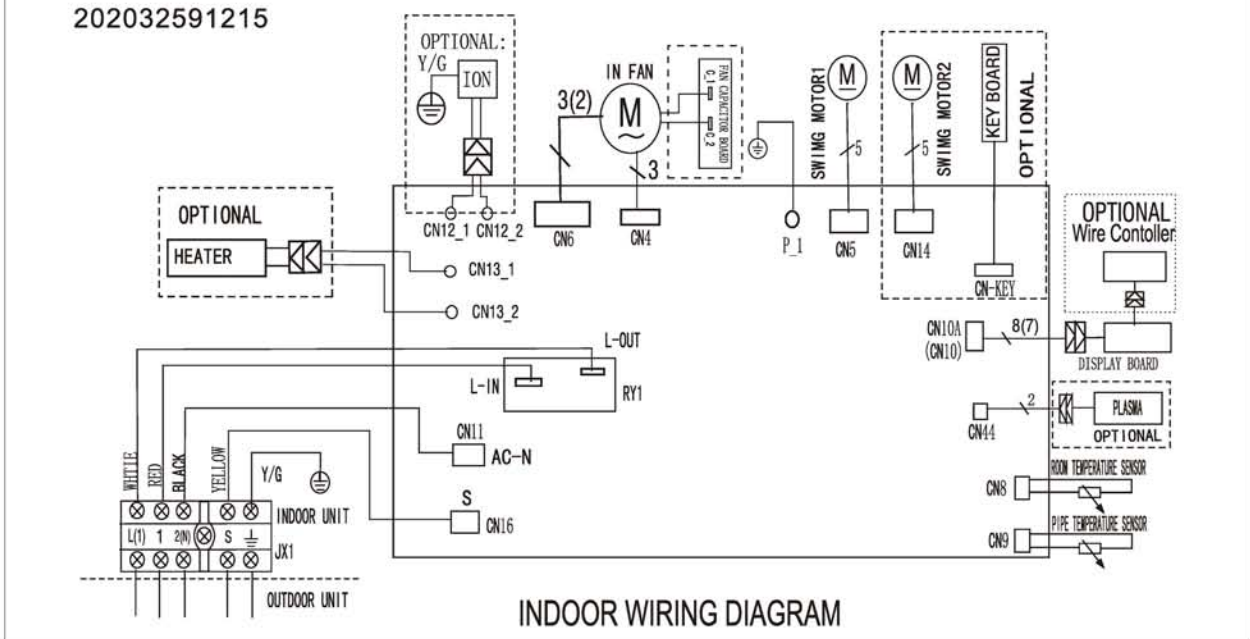 202032591215
OPTIONAL:
Y/G
ION
IN FAN
M
3(2)
3
C_1
C_2
FAN CAPACITOR BOARD
SWIMG MOTOR1
M
5
M
5
SWIMG MOTOR2
KEY BOARD
OPTIONAL
CN12_1 CN12_2
CN6
CN4
P_1
CN5
CN14
CN-KEY
OPTIONAL
HEATER
CN13_1
CN13_2
OPTIONAL
Wire Contoller
CN10A
(CN10)
8(7)
DISPLAY BOARD
L-OUT
L-IN
RY1
CN44
2
PLASMA
OPTIONAL
CN11
AC-N
S
CN16
CN8
ROOM TEMPERATURE SENSOR
CN9
PIPE TEMPERATURE SENSOR
WHTIE
RED
BLACK
YELLOW
Y/G
INDOOR UNIT
L(1) 1 2(N) S
JX1
OUTDOOR UNIT
INDOOR WIRING DIAGRAM